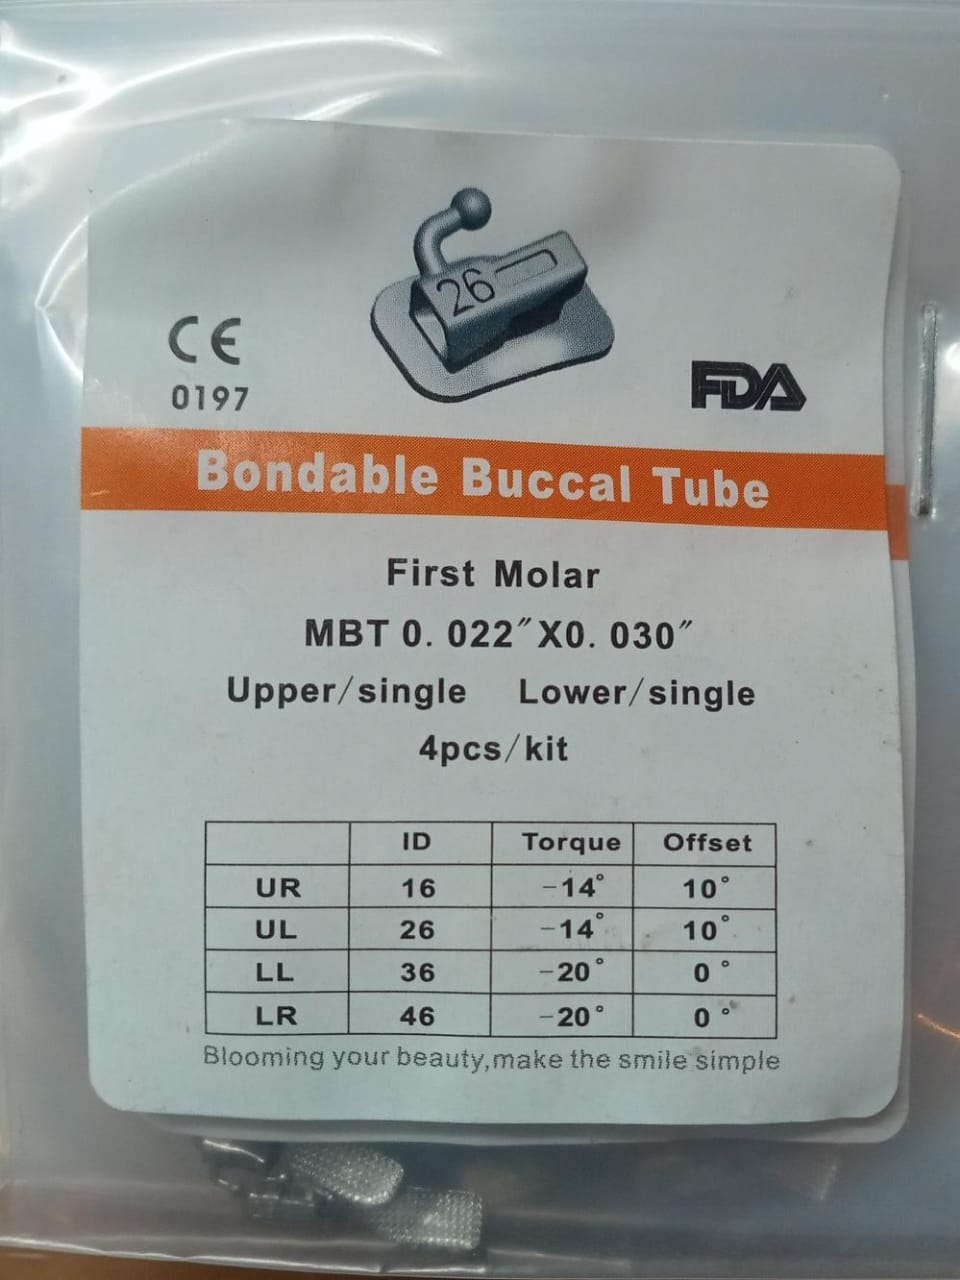 26
CE
0197
FDA
Bondable Buccal Tube
First Molar
MBT 0. 022″X0. 030″
Upper/single Lower/single
4pcs/kit
ID Torque Offset
UR 16 -14° 10°
UL 26 -14° 10°
LL 36 -20° 0°
LR 46 -20° 0°
Blooming your beauty,make the smile simple